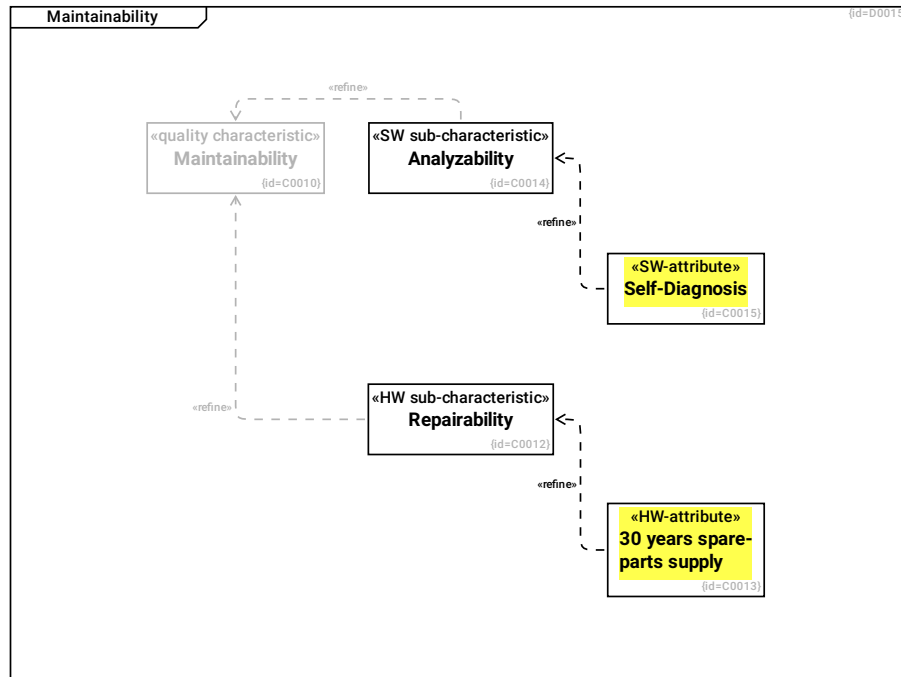 Maintainability
{id=D0015
«refine»
«quality characteristic»
Maintainability
{id=C0010}
«SW sub-characteristic»
Analyzability
{id=C0014}
«refine»
«SW-attribute»
Self-Diagnosis
{id=C0015}
«HW sub-characteristic»
Repairability
{id=C0012}
«refine»
«refine»
«HW-attribute»
30 years spare-
parts supply
{id=C0013}